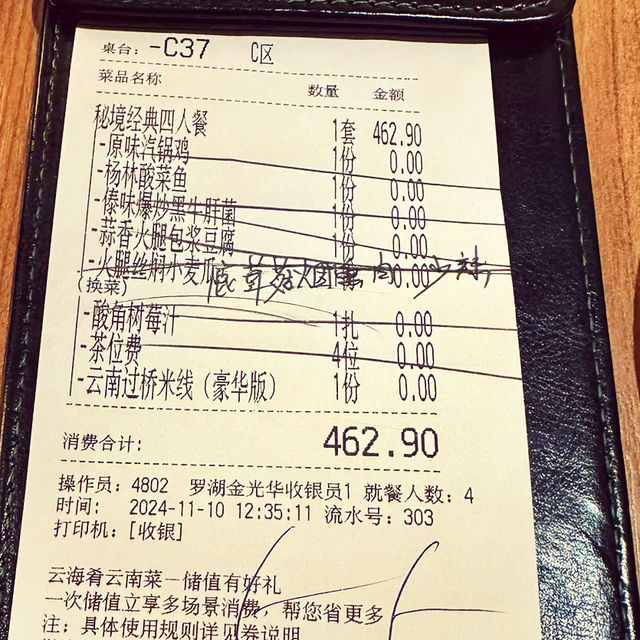 桌台: -C37 C区
菜品名称 数量 金额
秘境经典四人餐 1套 462.90
-原味汽锅鸡 1份 0.00
-杨林酸菜鱼 1份 0.00
-傣味爆炒黑牛肝菌 1份 0.00
-蒜香火腿包浆豆腐 1份 0.00
-火腿丝焖小麦瓜 0.00
(换菜)
-酸角树莓汁 1扎 0.00
-茶位费 4位 0.00
-云南过桥米线(豪华版) 1份 0.00
消费合计: 462.90
操作员: 4802 罗湖金光华收银员1 就餐人数: 4
时间: 2024-11-10 12:35:11 流水号: 303
打印机: [收银]
云海肴云南菜－储值有好礼
一次储值立享多场景消费，帮您省更多
注: 具体使用规则详见券说明